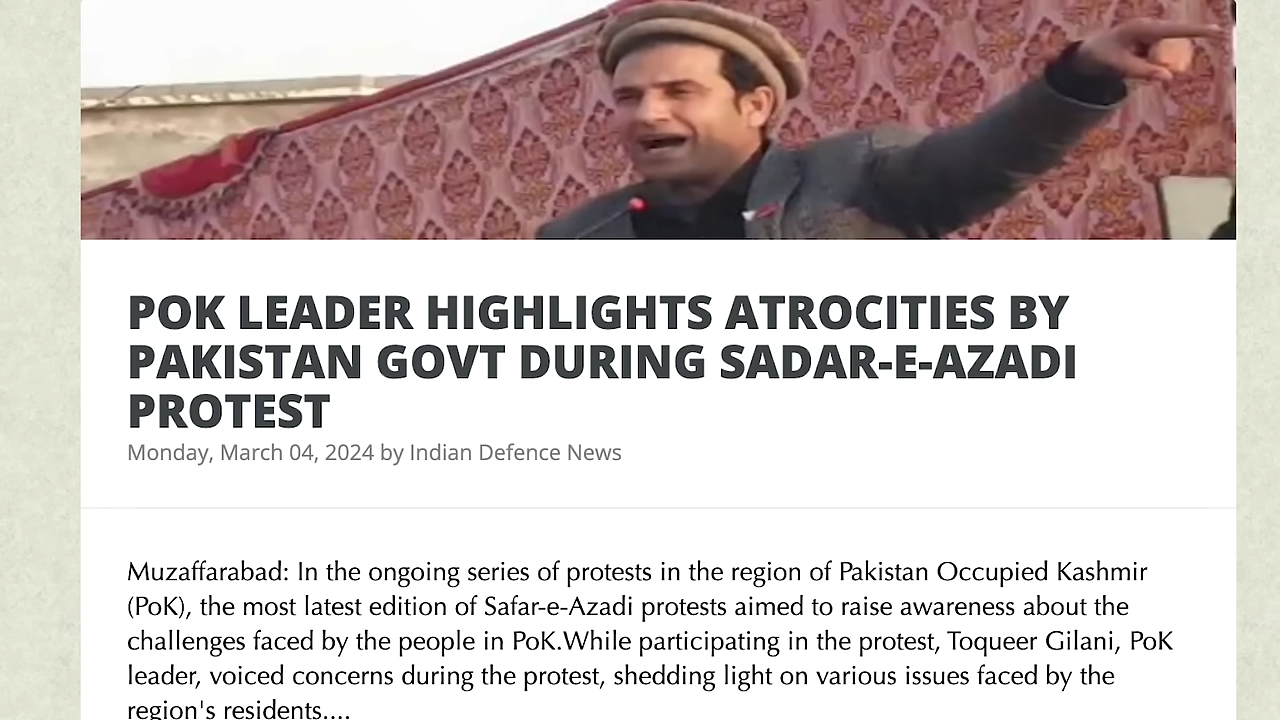 POK LEADER HIGHLIGHTS ATROCITIES BY
PAKISTAN GOVT DURING SADAR-E-AZADI
PROTEST
Monday, March 04, 2024 by Indian Defence News
Muzaffarabad: In the ongoing series of protests in the region of Pakistan Occupied Kashmir
(PoK), the most latest edition of Safar-e-Azadi protests aimed to raise awareness about the
challenges faced by the people in PoK.While participating in the protest, Toqueer Gilani, PoK
leader, voiced concerns during the protest, shedding light on various issues faced by the
region's residents....